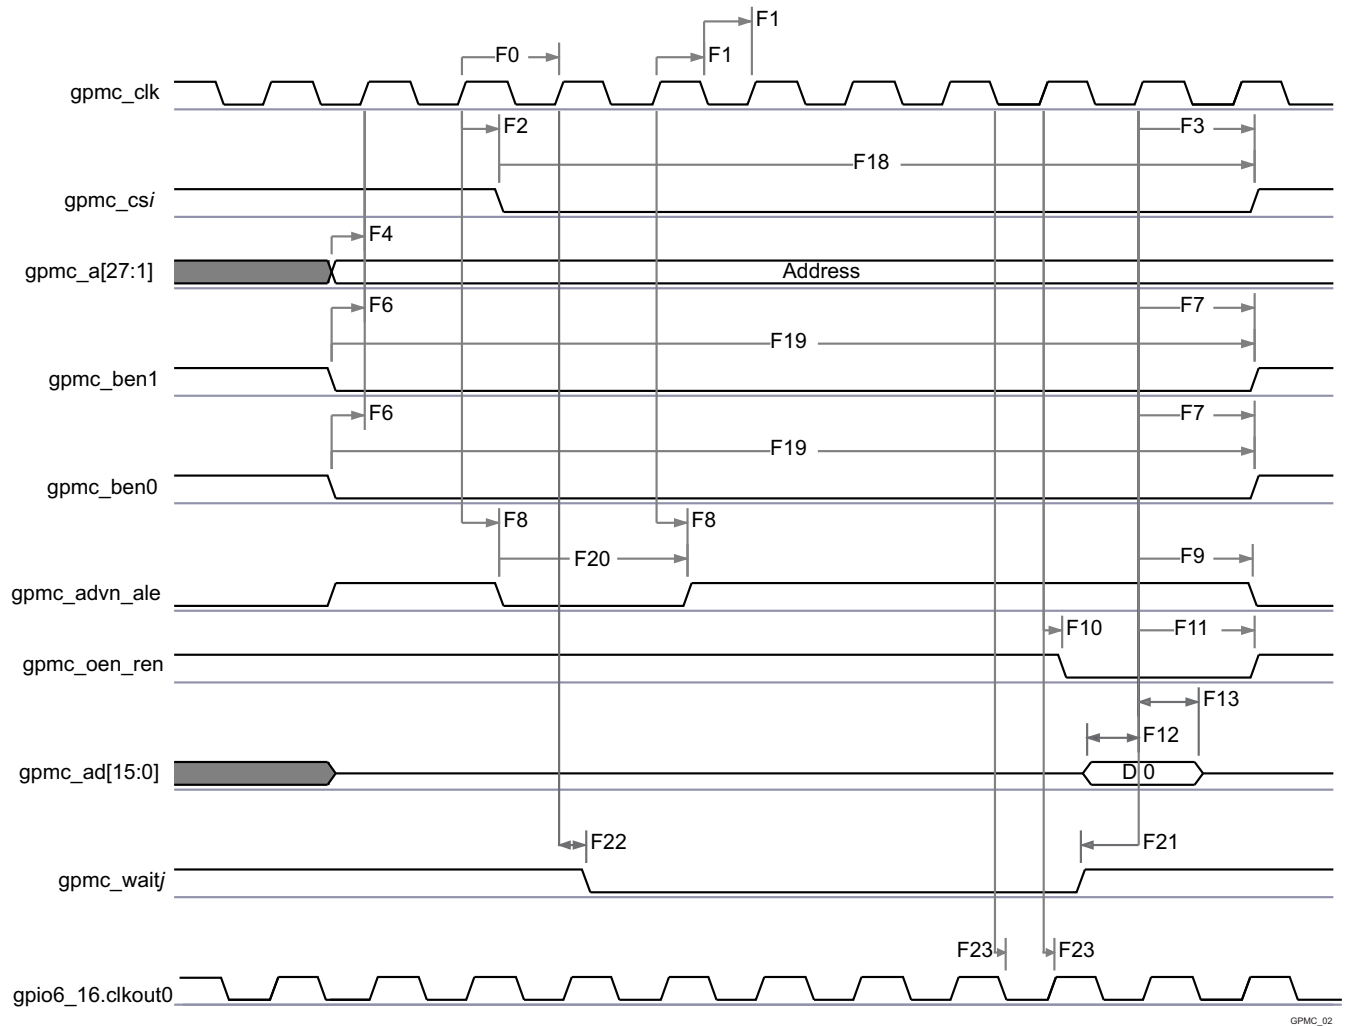 F1
F0
F1
gpmc_clk
F2
F3
F18
gpmc_csi
F4
gpmc_a[27:1]
Address
F6
F7
F19
gpmc_ben1
F6
F7
F19
gpmc_ben0
F8
F8
F20
F9
gpmc_advn_ale
F10
F11
gpmc_oen_ren
F13
F12
gpmc_ad[15:0]
D 0
F22
F21
gpmc_waitj
F23
F23
gpio6_16.clkout0
GPMC_02